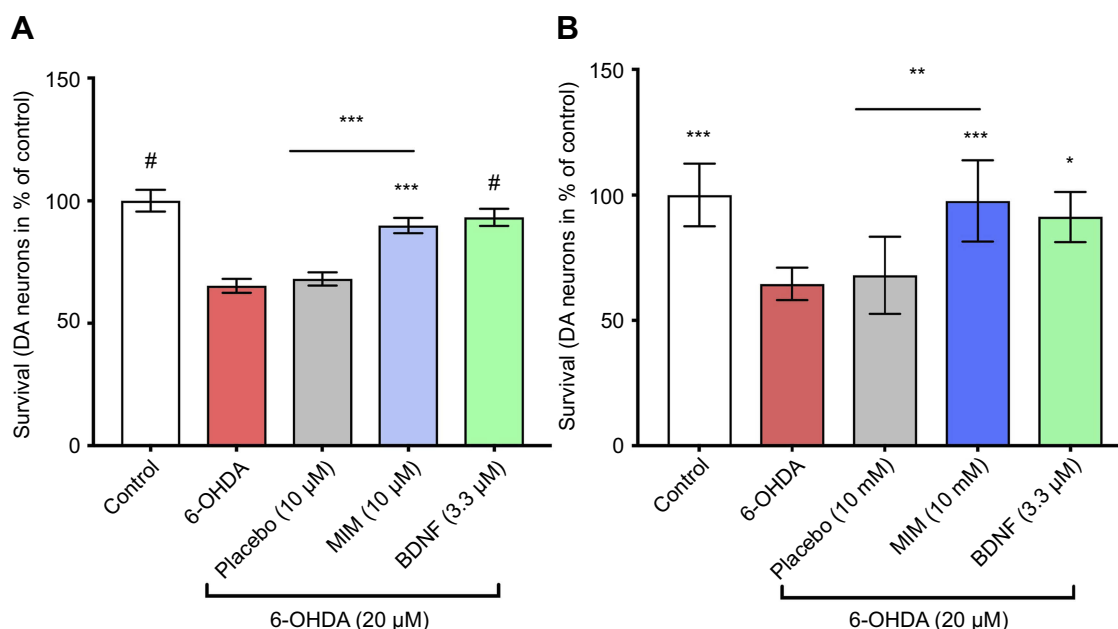 A
Survival (DA neurons in % of control)
150
100
50
0
#
***
***
#
Control
6-OHDA
Placebo (10 µM)
MIM (10 µM)
BDNF (3.3 µM)
6-OHDA (20 µM)
B
Survival (DA neurons in % of control)
150
100
50
0
***
**
***
*
Control
6-OHDA
Placebo (10 mM)
MIM (10 mM)
BDNF (3.3 µM)
6-OHDA (20 µM)